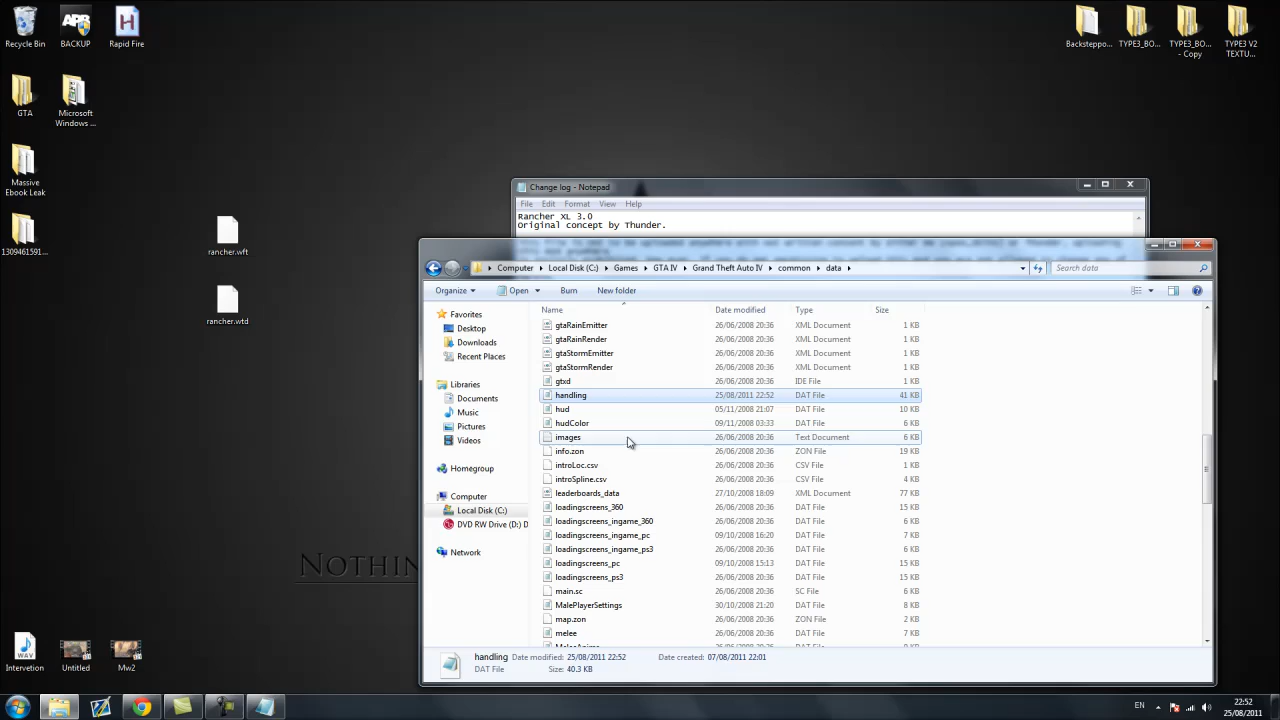 Recycle Bin
BACKUP
Rapid Fire
GTA
Microsoft
Windows ...
Massive
Ebook Leak
1309461591...
rancher.wft
rancher.wtd
Backsteppo...
TYPE3_BO...
TYPE3_BO...
- Copy
TYPE3 V2
TEXTU...
Change log - Notepad
File Edit Format View Help
Rancher XL 3.0
Original concept by Thunder.
Computer Local Disk (C:) Games GTA IV Grand Theft Auto IV common data
Search data
Organize Open Burn New folder
Favorites
Desktop
Downloads
Recent Places
Libraries
Documents
Music
Pictures
Videos
Homegroup
Computer
Local Disk (C:)
DVD RW Drive (D:) D
Network
Name Date modified Type Size
gtaRainEmitter 26/06/2008 20:36 XML Document 1 KB
gtaRainRender 26/06/2008 20:36 XML Document 1 KB
gtaStormEmitter 26/06/2008 20:36 XML Document 1 KB
gtaStormRender 26/06/2008 20:36 XML Document 1 KB
gtxd 26/06/2008 20:36 IDE File 1 KB
handling 25/08/2011 22:52 DAT File 41 KB
hud 05/11/2008 21:07 DAT File 10 KB
hudColor 09/11/2008 03:33 DAT File 6 KB
images 26/06/2008 20:36 Text Document 6 KB
info.zon 26/06/2008 20:36 ZON File 19 KB
introLoc.csv 26/06/2008 20:36 CSV File 1 KB
introSpline.csv 26/06/2008 20:36 CSV File 4 KB
leaderboards_data 27/10/2008 18:09 XML Document 77 KB
loadingscreens_360 26/06/2008 20:36 DAT File 15 KB
loadingscreens_ingame_360 26/06/2008 20:36 DAT File 6 KB
loadingscreens_ingame_pc 09/10/2008 16:20 DAT File 7 KB
loadingscreens_ingame_ps3 26/06/2008 20:36 DAT File 6 KB
loadingscreens_pc 09/10/2008 15:13 DAT File 15 KB
loadingscreens_ps3 26/06/2008 20:36 DAT File 15 KB
main.sc 26/06/2008 20:36 SC File 1 KB
MalePlayerSettings 30/10/2008 21:20 DAT File 8 KB
map.zon 26/06/2008 20:36 ZON File 2 KB
melee 26/06/2008 20:36 DAT File 7 KB
handling Date modified: 25/08/2011 22:52 Date created: 07/08/2011 22:01
DAT File Size: 40.3 KB
NOTHIN
WAV
Intervetion
Untitled
Mw2
EN
22:52
25/08/2011